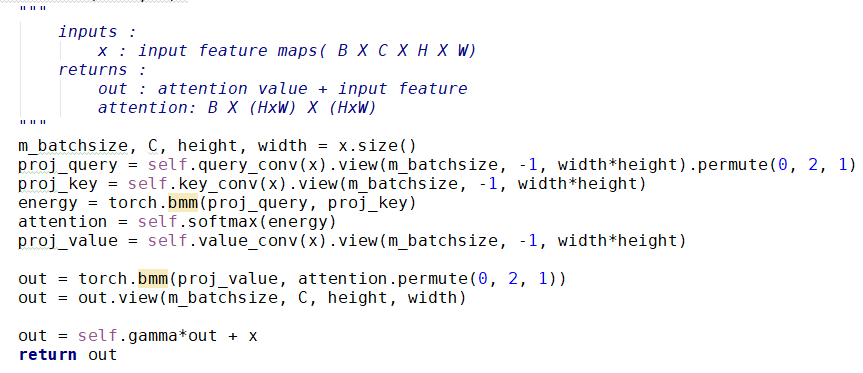 """
    inputs :
        x : input feature maps( B X C X H X W)
    returns :
        out : attention value + input feature
        attention: B X (HxW) X (HxW)
"""
m_batchsize, C, height, width = x.size()
proj_query = self.query_conv(x).view(m_batchsize, -1, width*height).permute(0, 2, 1)
proj_key = self.key_conv(x).view(m_batchsize, -1, width*height)
energy = torch.bmm(proj_query, proj_key)
attention = self.softmax(energy)
proj_value = self.value_conv(x).view(m_batchsize, -1, width*height)

out = torch.bmm(proj_value, attention.permute(0, 2, 1))
out = out.view(m_batchsize, C, height, width)

out = self.gamma*out + x
return out